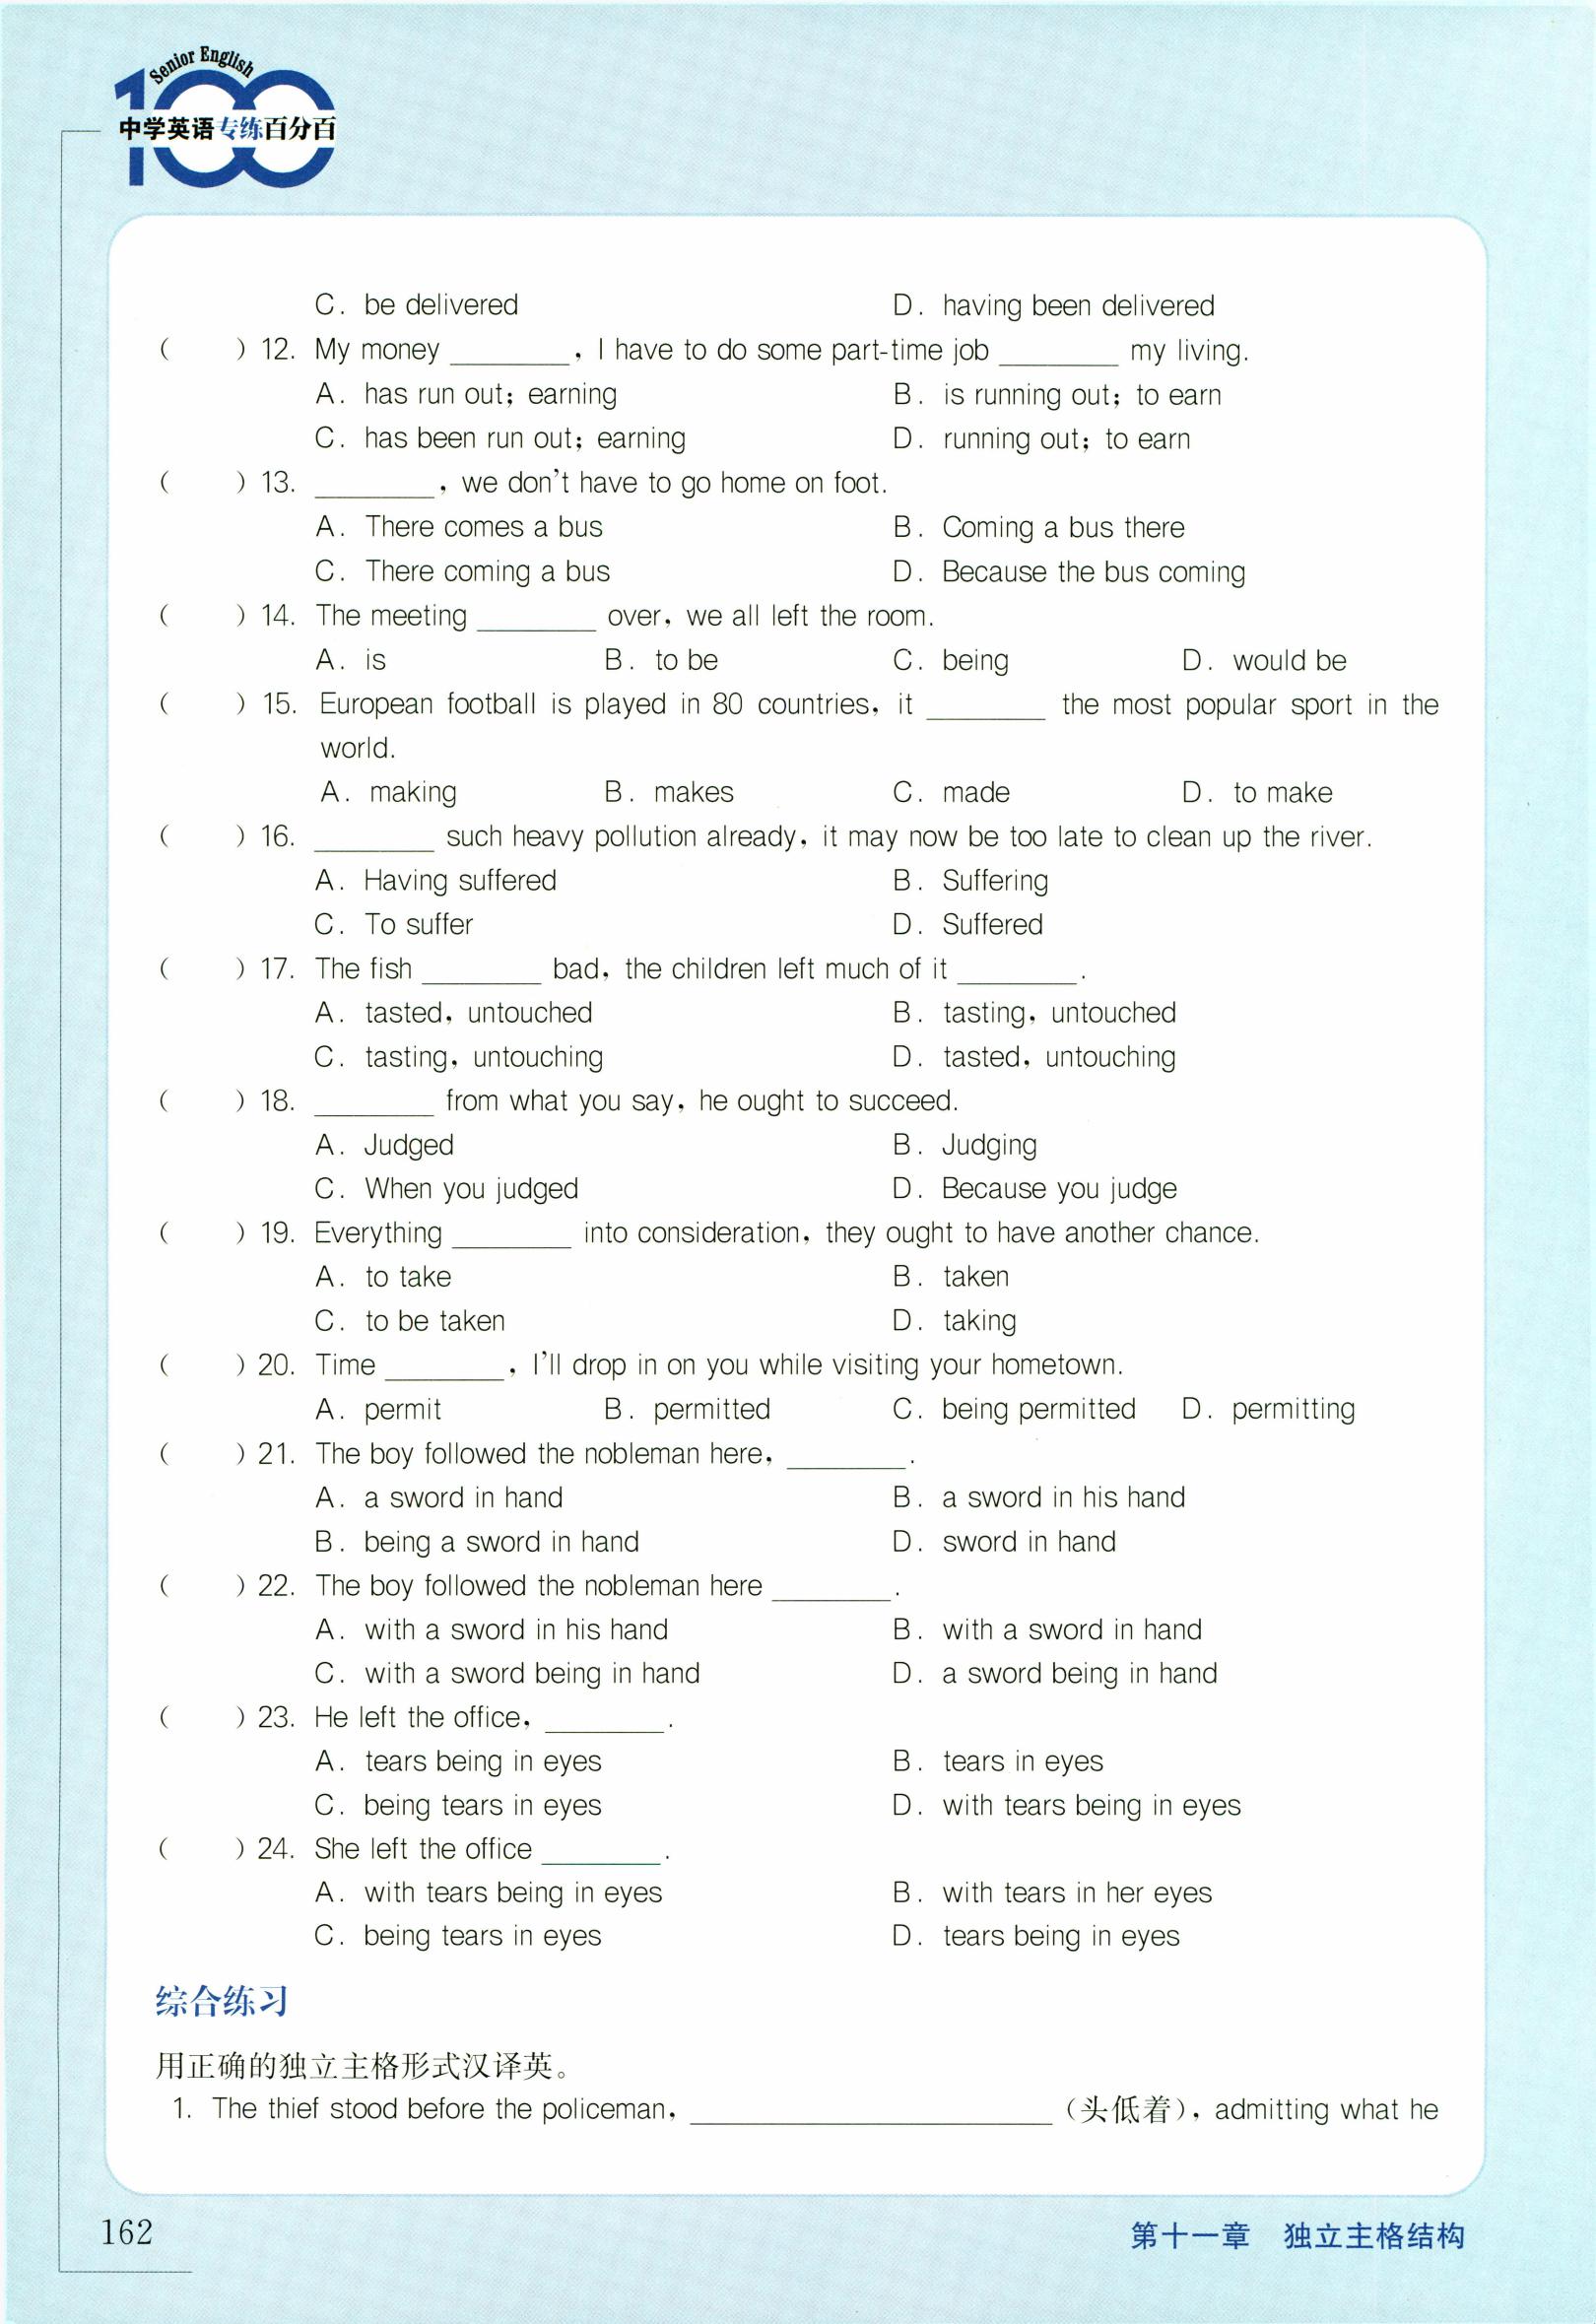 Senior English
100
中学英语专练百分百
C. be delivered D. having been delivered
( ) 12. My money ________, I have to do some part-time job ________ my living.
A. has run out; earning B. is running out; to earn
C. has been run out; earning D. running out; to earn
( ) 13. ________, we don't have to go home on foot.
A. There comes a bus B. Coming a bus there
C. There coming a bus D. Because the bus coming
( ) 14. The meeting ________ over, we all left the room.
A. is B. to be C. being D. would be
( ) 15. European football is played in 80 countries, it ________ the most popular sport in the
world.
A. making B. makes C. made D. to make
( ) 16. ________ such heavy pollution already, it may now be too late to clean up the river.
A. Having suffered B. Suffering
C. To suffer D. Suffered
( ) 17. The fish ________ bad, the children left much of it ________.
A. tasted, untouched B. tasting, untouched
C. tasting, untouching D. tasted, untouching
( ) 18. ________ from what you say, he ought to succeed.
A. Judged B. Judging
C. When you judged D. Because you judge
( ) 19. Everything ________ into consideration, they ought to have another chance.
A. to take B. taken
C. to be taken D. taking
( ) 20. Time ________, I'll drop in on you while visiting your hometown.
A. permit B. permitted C. being permitted D. permitting
( ) 21. The boy followed the nobleman here, ________.
A. a sword in hand B. a sword in his hand
B. being a sword in hand D. sword in hand
( ) 22. The boy followed the nobleman here ________.
A. with a sword in his hand B. with a sword in hand
C. with a sword being in hand D. a sword being in hand
( ) 23. He left the office, ________.
A. tears being in eyes B. tears in eyes
C. being tears in eyes D. with tears being in eyes
( ) 24. She left the office ________.
A. with tears being in eyes B. with tears in her eyes
C. being tears in eyes D. tears being in eyes
综合练习
用正确的独立主格形式汉译英。
1. The thief stood before the policeman, ________________________ (头低着), admitting what he
162 第十一章 独立主格结构